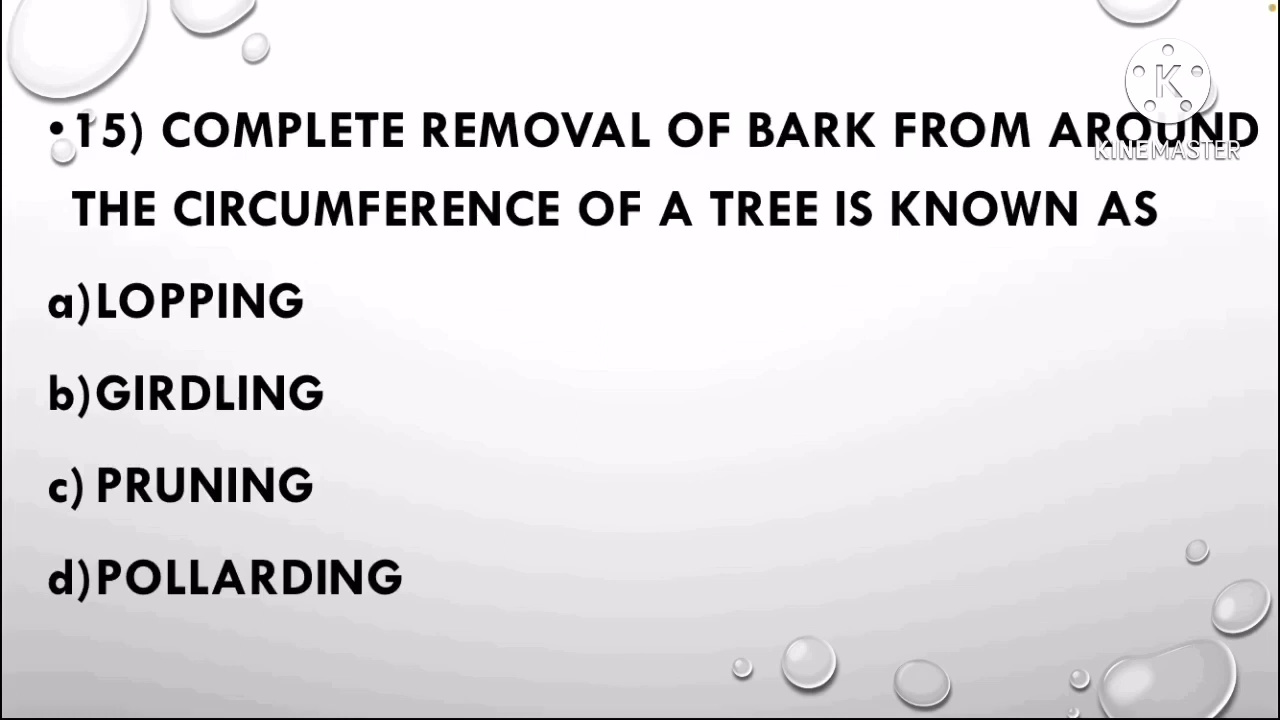 •15) COMPLETE REMOVAL OF BARK FROM AROUND
THE CIRCUMFERENCE OF A TREE IS KNOWN AS
a)LOPPING
b)GIRDLING
c) PRUNING
d)POLLARDING
K
KINEMASTER